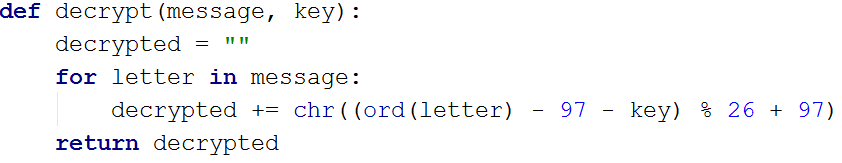 def decrypt(message, key):
    decrypted = ""
    for letter in message:
        decrypted += chr((ord(letter) - 97 - key) % 26 + 97)
    return decrypted